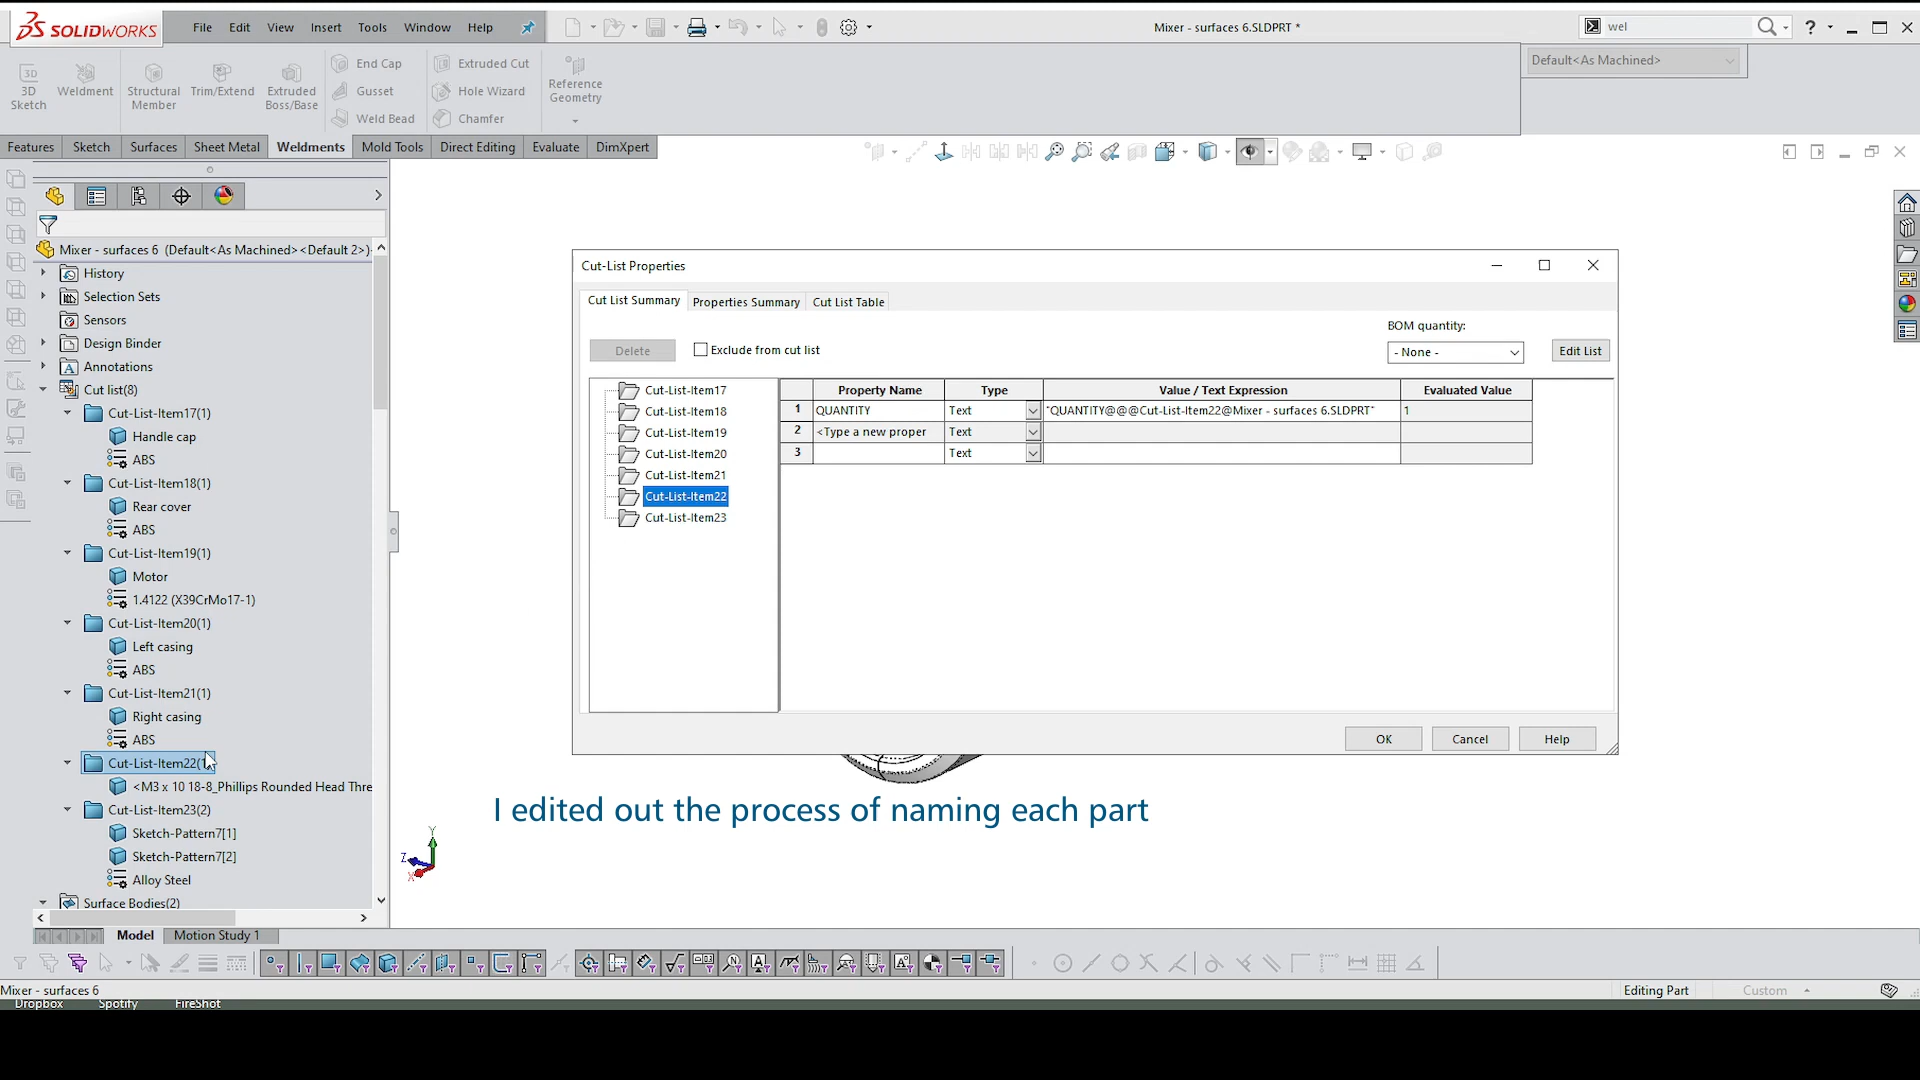 SOLIDWORKS
File Edit View Insert Tools Window Help
Mixer - surfaces 6.SLDPRT *
wel
3D Sketch
Weldment
Structural Member
Trim/Extend
Extruded Boss/Base
End Cap
Gusset
Weld Bead
Extruded Cut
Hole Wizard
Chamfer
Reference Geometry
Default<As Machined>
Features Sketch Surfaces Sheet Metal Weldments Mold Tools Direct Editing Evaluate DimXpert
Mixer - surfaces 6 (Default<As Machined><Default 2>)
History
Selection Sets
Sensors
Design Binder
Annotations
Cut list(8)
Cut-List-Item17(1)
Handle cap
ABS
Cut-List-Item18(1)
Rear cover
ABS
Cut-List-Item19(1)
Motor
1.4122 (X39CrMo17-1)
Cut-List-Item20(1)
Left casing
ABS
Cut-List-Item21(1)
Right casing
ABS
Cut-List-Item22(1
<M3 x 10 18-8_Phillips Rounded Head Thre
Cut-List-Item23(2)
Sketch-Pattern7[1]
Sketch-Pattern7[2]
Alloy Steel
Surface Bodies(2)
Model Motion Study 1
Cut-List Properties
Cut List Summary Properties Summary Cut List Table
Delete
Exclude from cut list
BOM quantity:
- None -
Edit List
Cut-List-Item17
Cut-List-Item18
Cut-List-Item19
Cut-List-Item20
Cut-List-Item21
Cut-List-Item22
Cut-List-Item23
Property Name Type Value / Text Expression Evaluated Value
1 QUANTITY Text "QUANTITY@@@Cut-List-Item22@Mixer - surfaces 6.SLDPRT" 1
2 <Type a new proper Text
3 Text
OK Cancel Help
I edited out the process of naming each part
Y
Z
X
Mixer - surfaces 6
Editing Part
Custom
Dropbox Spotify FireShot